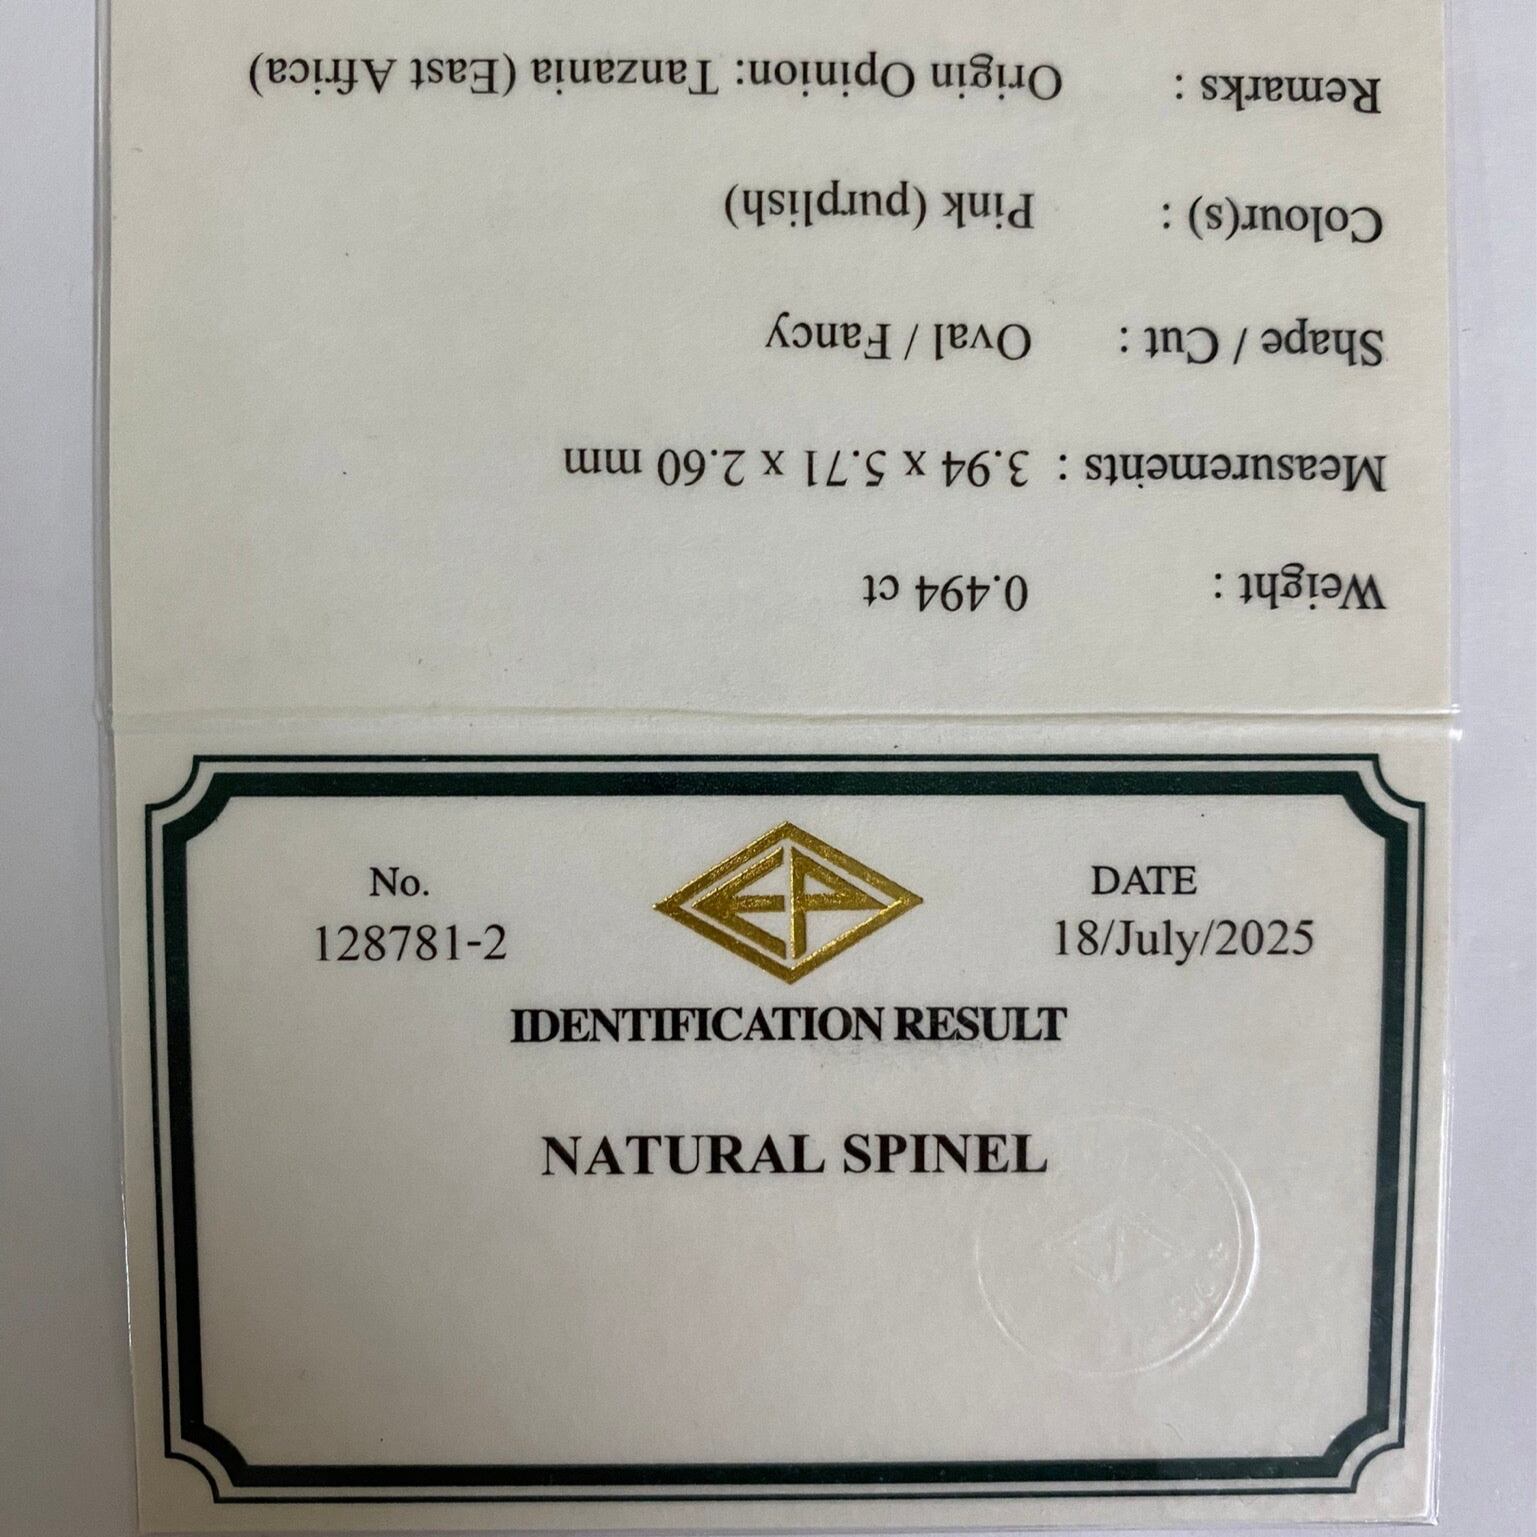 Weight : 0.494 ct
Measurements : 3.94 x 5.71 x 2.60 mm
Shape / Cut : Oval / Fancy
Colour(s) : Pink (purplish)
Remarks : Origin Opinion: Tanzania (East Africa)
EP
No. DATE
128781-2 18/July/2025
IDENTIFICATION RESULT
NATURAL SPINEL